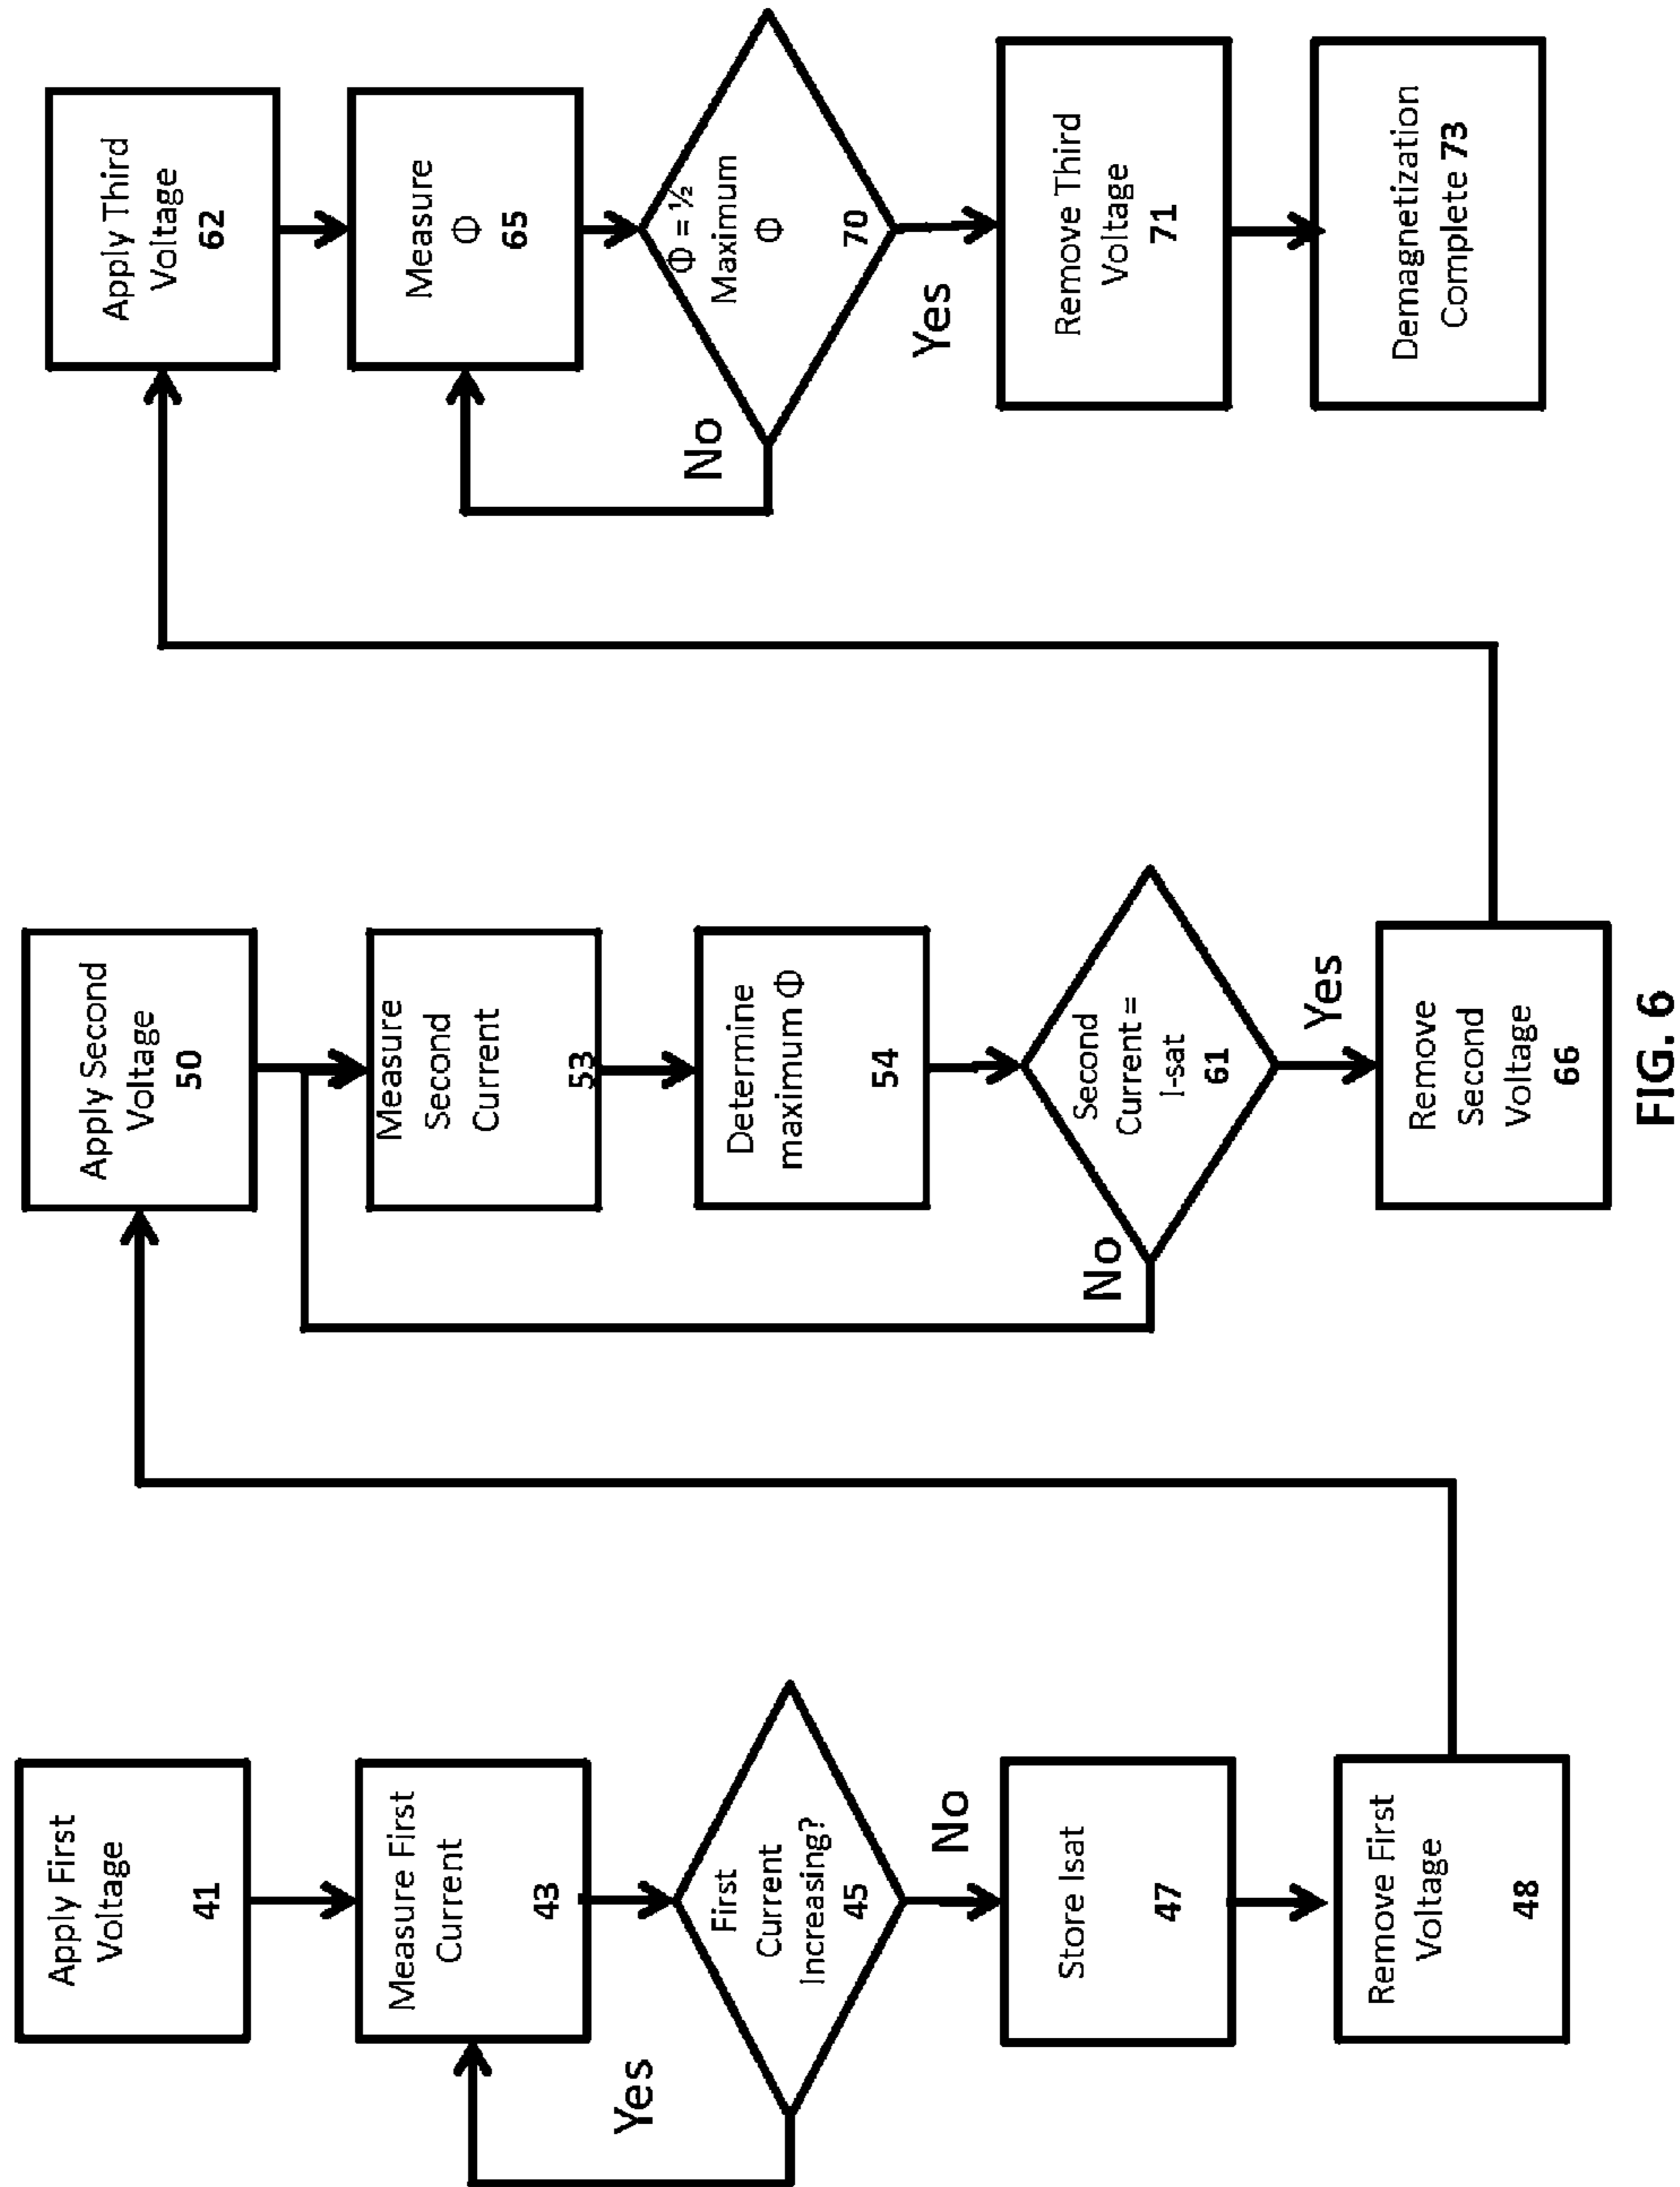 Apply First
Voltage
41
Measure First
Current
43
First
Current
Increasing?
45
Yes
No
Store Isat
47
Remove First
Voltage
48
Apply Second
Voltage
50
Measure
Second
Current
53
Determine
maximum Φ
54
Second
Current =
I-sat
61
No
Yes
Remove
Second
Voltage
66
Apply Third
Voltage
62
Measure
Φ
65
Φ = ½
Maximum
Φ
70
No
Yes
Remove Third
Voltage
71
Demagnetization
Complete 73
FIG. 6